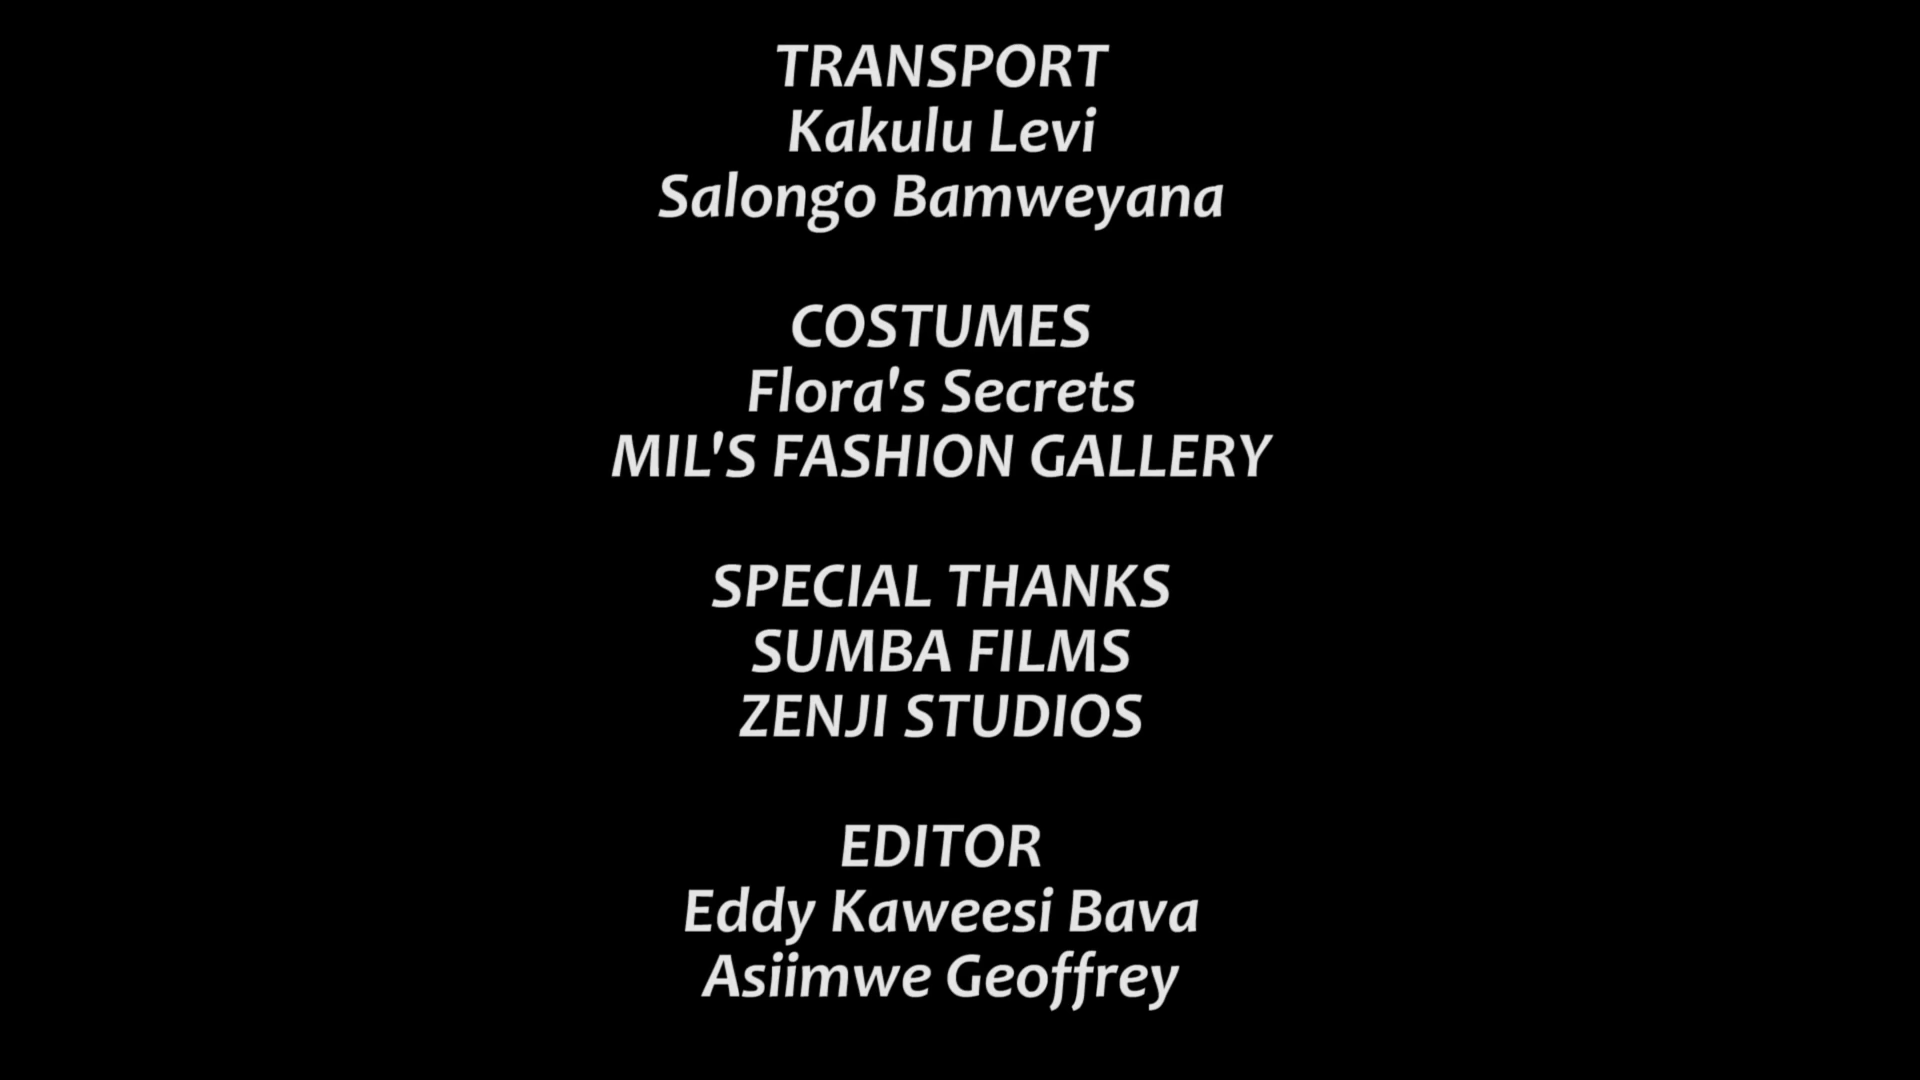 TRANSPORT
Kakulu Levi
Salongo Bamweyana
COSTUMES
Flora's Secrets
MIL'S FASHION GALLERY
SPECIAL THANKS
SUMBA FILMS
ZENJI STUDIOS
EDITOR
Eddy Kaweesi Bava
Asiimwe Geoffrey